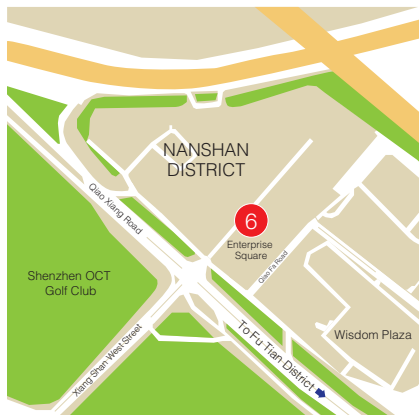 NANSHAN
DISTRICT
Qiao Xiang Road
6
Enterprise
Square
Qiao Fa Road
Shenzhen OCT
Golf Club
Xiang Shan West Street
To Fu Tian District
Wisdom Plaza